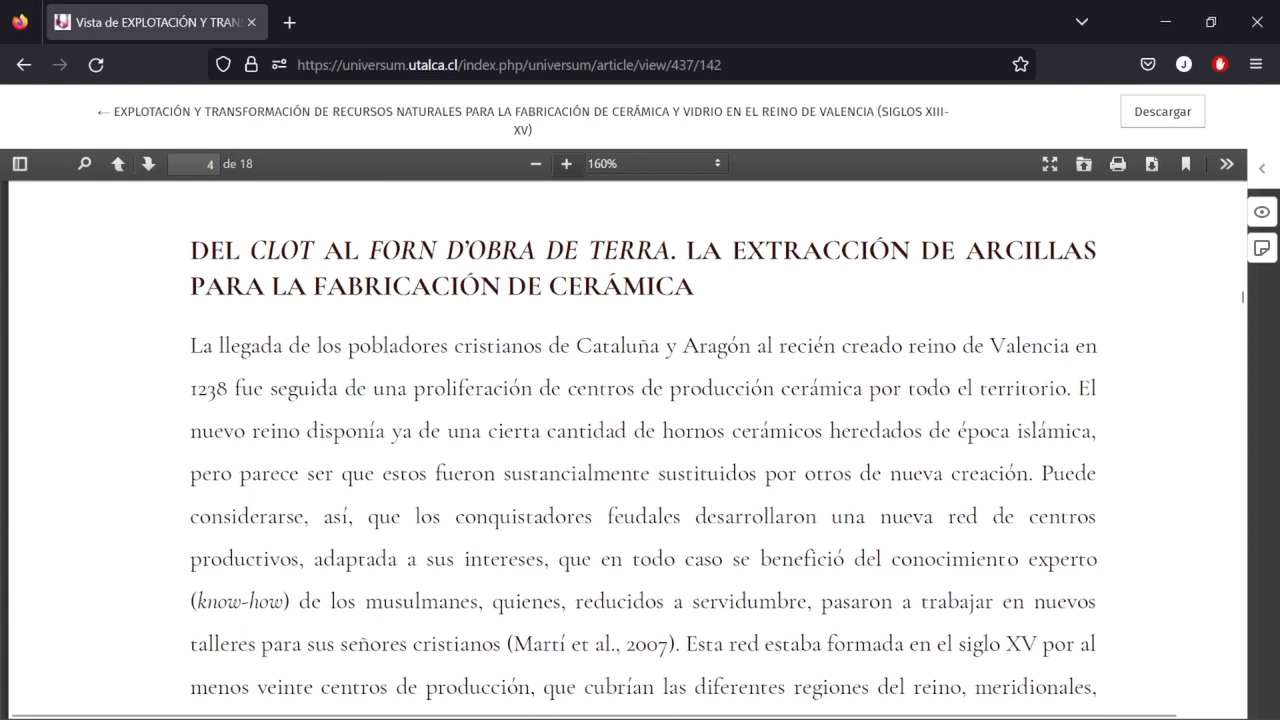 Vista de EXPLOTACIÓN Y TRAN
https://universum.utalca.cl/index.php/universum/article/view/437/142
J
← EXPLOTACIÓN Y TRANSFORMACIÓN DE RECURSOS NATURALES PARA LA FABRICACIÓN DE CERÁMICA Y VIDRIO EN EL REINO DE VALENCIA (SIGLOS XIII-
XV)
Descargar
4 de 18
160%
DEL CLOT AL FORN D’OBRA DE TERRA. LA EXTRACCIÓN DE ARCILLAS
PARA LA FABRICACIÓN DE CERÁMICA
La llegada de los pobladores cristianos de Cataluña y Aragón al recién creado reino de Valencia en
1238 fue seguida de una proliferación de centros de producción cerámica por todo el territorio. El
nuevo reino disponía ya de una cierta cantidad de hornos cerámicos heredados de época islámica,
pero parece ser que estos fueron sustancialmente sustituidos por otros de nueva creación. Puede
considerarse, así, que los conquistadores feudales desarrollaron una nueva red de centros
productivos, adaptada a sus intereses, que en todo caso se benefició del conocimiento experto
(know-how) de los musulmanes, quienes, reducidos a servidumbre, pasaron a trabajar en nuevos
talleres para sus señores cristianos (Martí et al., 2007). Esta red estaba formada en el siglo XV por al
menos veinte centros de producción, que cubrían las diferentes regiones del reino, meridionales,